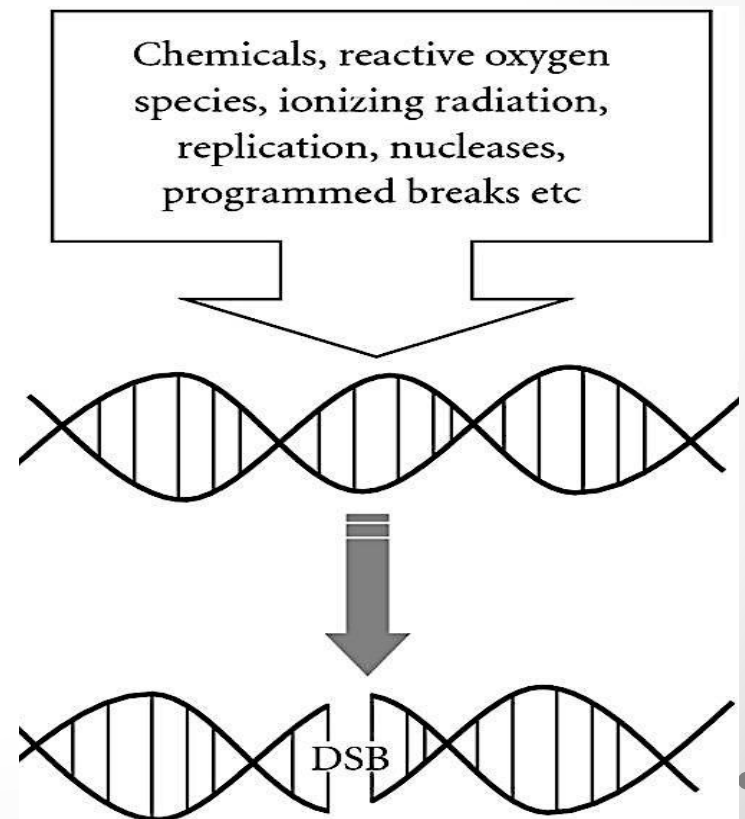 Chemicals, reactive oxygen
species, ionizing radiation,
replication, nucleases,
programmed breaks etc
DSB